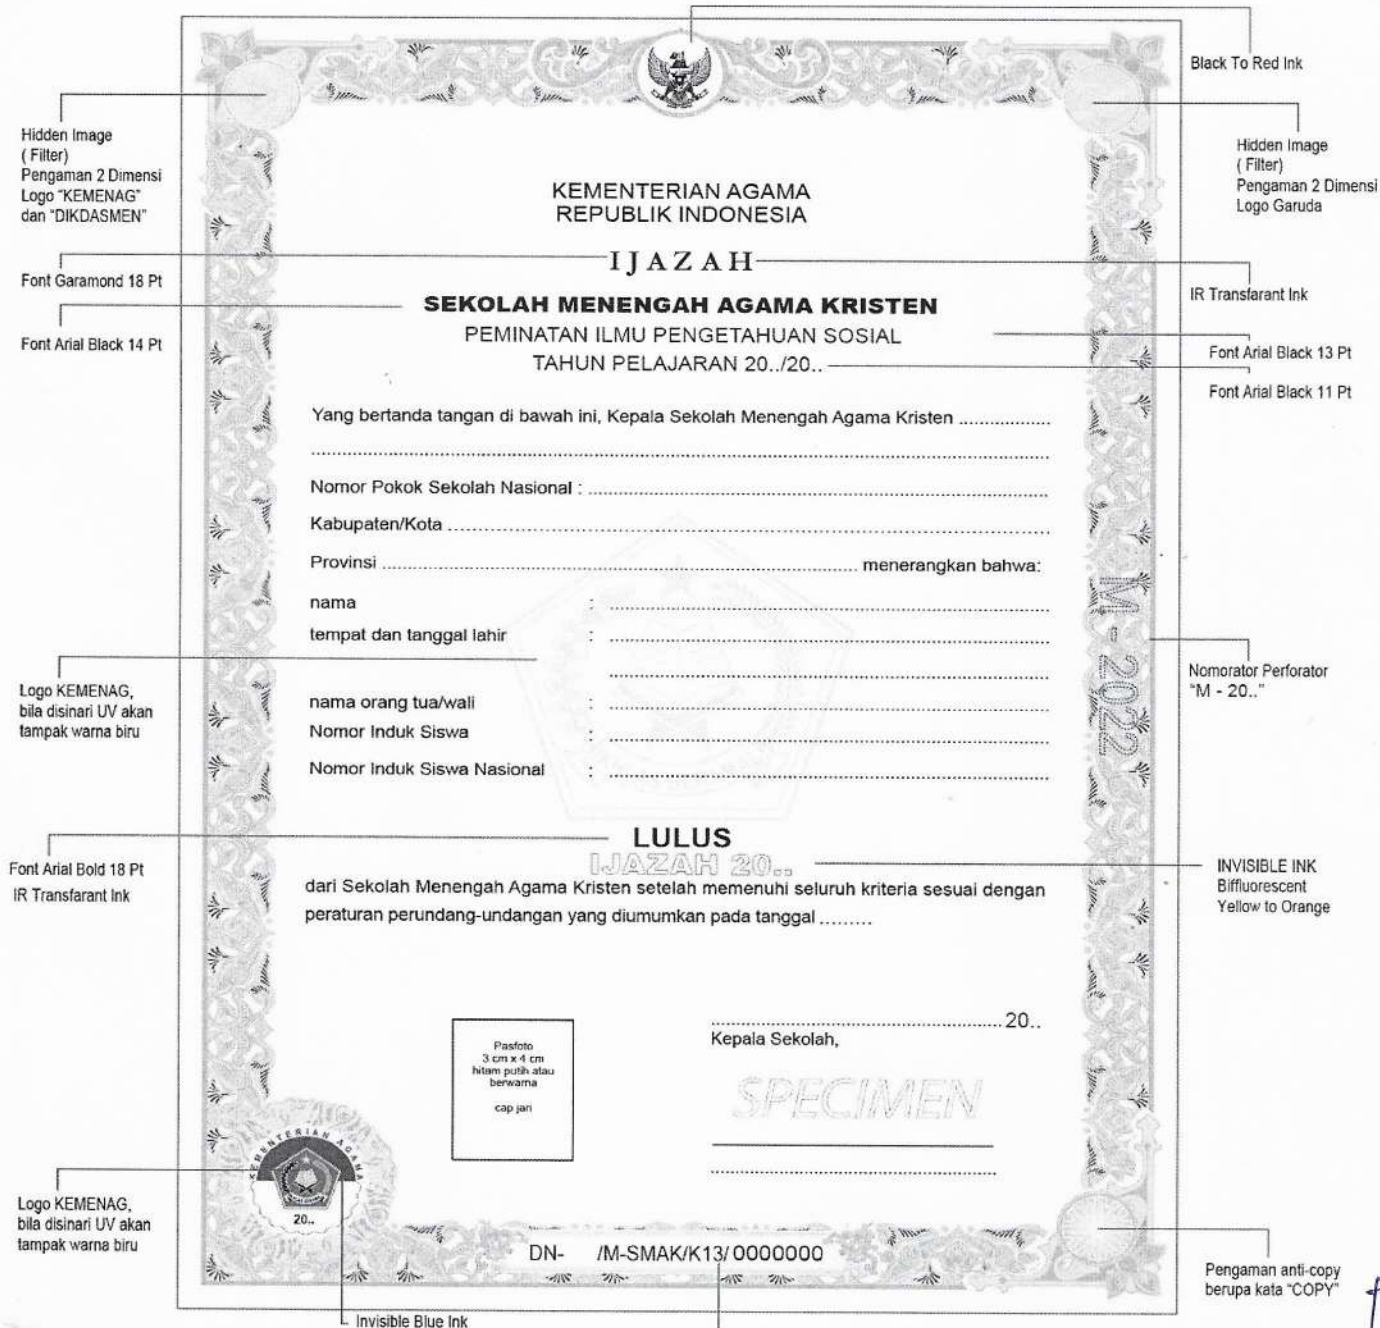 Black To Red Ink
Hidden Image
( Filter)
Pengaman 2 Dimensi
Logo "KEMENAG"
dan "DIKDASMEN"
Hidden Image
( Filter)
Pengaman 2 Dimensi
Logo Garuda
KEMENTERIAN AGAMA
REPUBLIK INDONESIA
IJAZAH
Font Garamond 18 Pt
IR Transfarant Ink
SEKOLAH MENENGAH AGAMA KRISTEN
Font Arial Black 14 Pt
PEMINATAN ILMU PENGETAHUAN SOSIAL
Font Arial Black 13 Pt
TAHUN PELAJARAN 20../20..
Font Arial Black 11 Pt
Yang bertanda tangan di bawah ini, Kepala Sekolah Menengah Agama Kristen ..................
................................................................
Nomor Pokok Sekolah Nasional : ................................................................
Kabupaten/Kota ................................................................
Provinsi ................................................................ menerangkan bahwa:
nama : ................................................................
tempat dan tanggal lahir : ................................................................
................................................................
nama orang tua/wali : ................................................................
Nomor Induk Siswa : ................................................................
Nomor Induk Siswa Nasional : ................................................................
Logo KEMENAG,
bila disinari UV akan
tampak warna biru
M - 2022
Nomorator Perforator
"M - 20.."
LULUS
IJAZAH 20..
Font Arial Bold 18 Pt
IR Transfarant Ink
INVISIBLE INK
Biffluorescent
Yellow to Orange
dari Sekolah Menengah Agama Kristen setelah memenuhi seluruh kriteria sesuai dengan
peraturan perundang-undangan yang diumumkan pada tanggal .........
................................................ 20..
Kepala Sekolah,
Pasfoto
3 cm x 4 cm
hitam putih atau
berwarna
cap jari
SPECIMEN
................................................
KEMENTERIAN AGAMA
20..
Logo KEMENAG,
bila disinari UV akan
tampak warna biru
DN- /M-SMAK/K13/0000000
Pengaman anti-copy
berupa kata "COPY"
Invisible Blue Ink